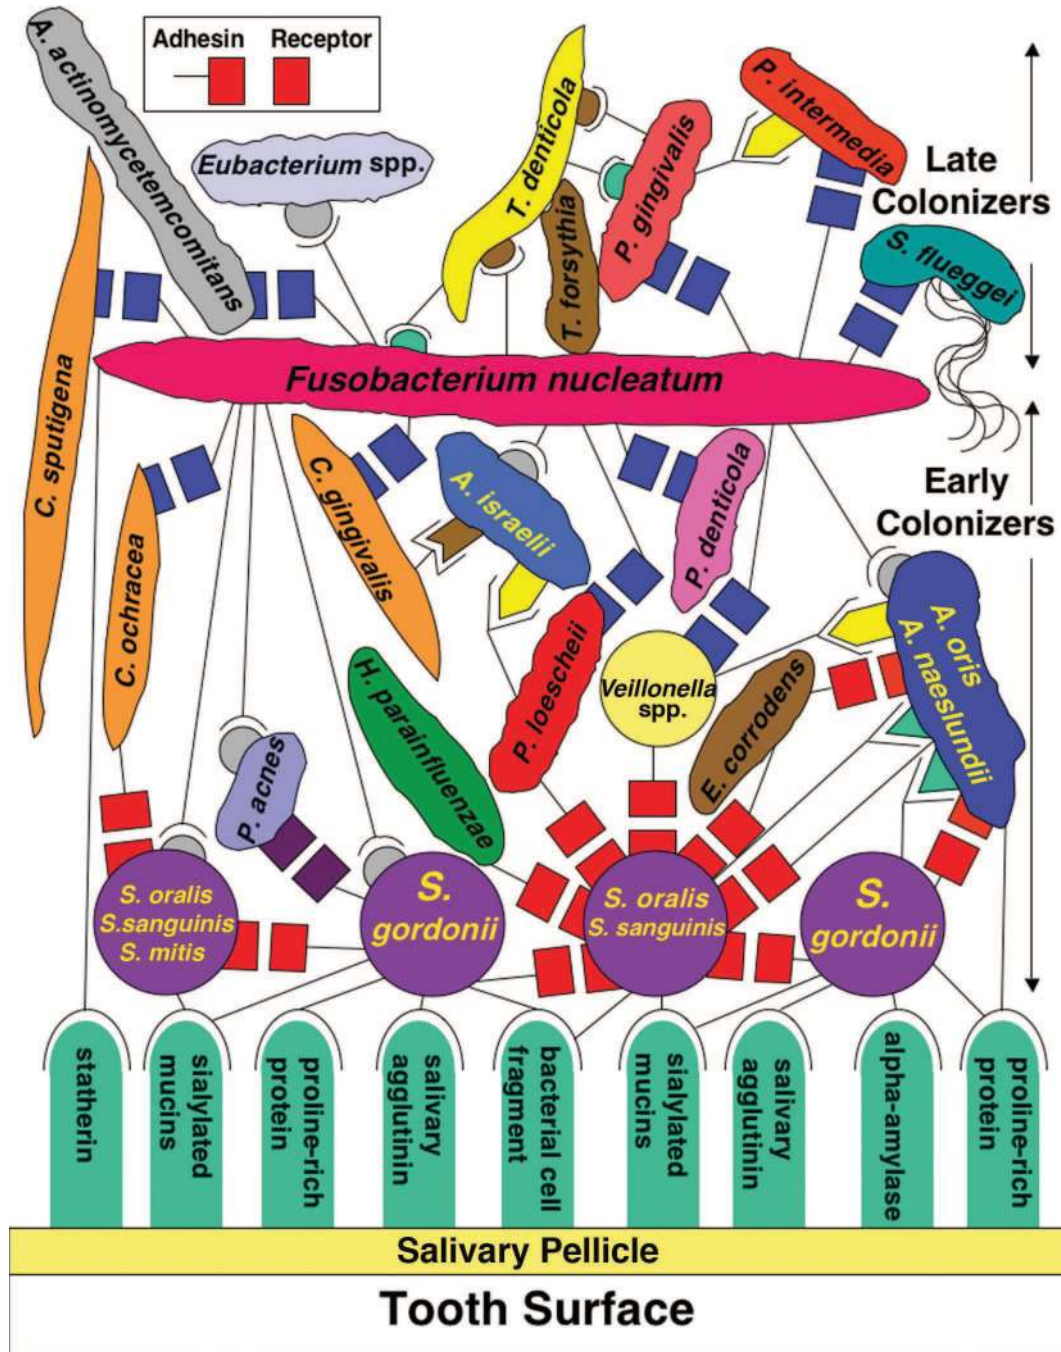 Adhesin Receptor
A. actinomycetemcomitans
Eubacterium spp.
T. denticola
P. gingivalis
P. intermedia
Late
Colonizers
T. forsythia
S. flueggei
C. sputigena
Fusobacterium nucleatum
C. ochracea
C. gingivalis
A. israelii
P. denticola
Early
Colonizers
P. loescheii
Veillonella
spp.
E. corrodens
A. oris
A. naeslundii
P. acnes
H. parainfluenzae
S. oralis
S.sanguinis
S. mitis
S.
gordonii
S. oralis
S. sanguinis
S.
gordonii
statherin
sialylated
mucins
proline-rich
protein
salivary
agglutinin
bacterial cell
fragment
sialylated
mucins
salivary
agglutinin
alpha-amylase
proline-rich
protein
Salivary Pellicle
Tooth Surface